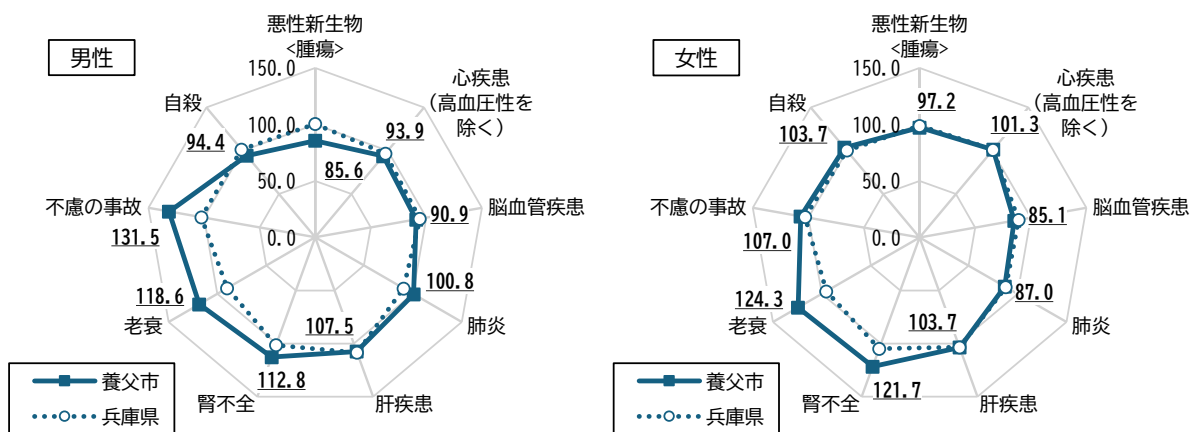 男性
悪性新生物
<腫瘍>
150.0
100.0
50.0
0.0
心疾患
（高血圧性を
除く）
脳血管疾患
肺炎
肝疾患
腎不全
老衰
不慮の事故
自殺
85.6
93.9
90.9
100.8
107.5
112.8
118.6
131.5
94.4
養父市
兵庫県
女性
悪性新生物
<腫瘍>
150.0
100.0
50.0
0.0
心疾患
（高血圧性を
除く）
脳血管疾患
肺炎
肝疾患
腎不全
老衰
不慮の事故
自殺
97.2
101.3
85.1
87.0
103.7
121.7
124.3
107.0
103.7
養父市
兵庫県